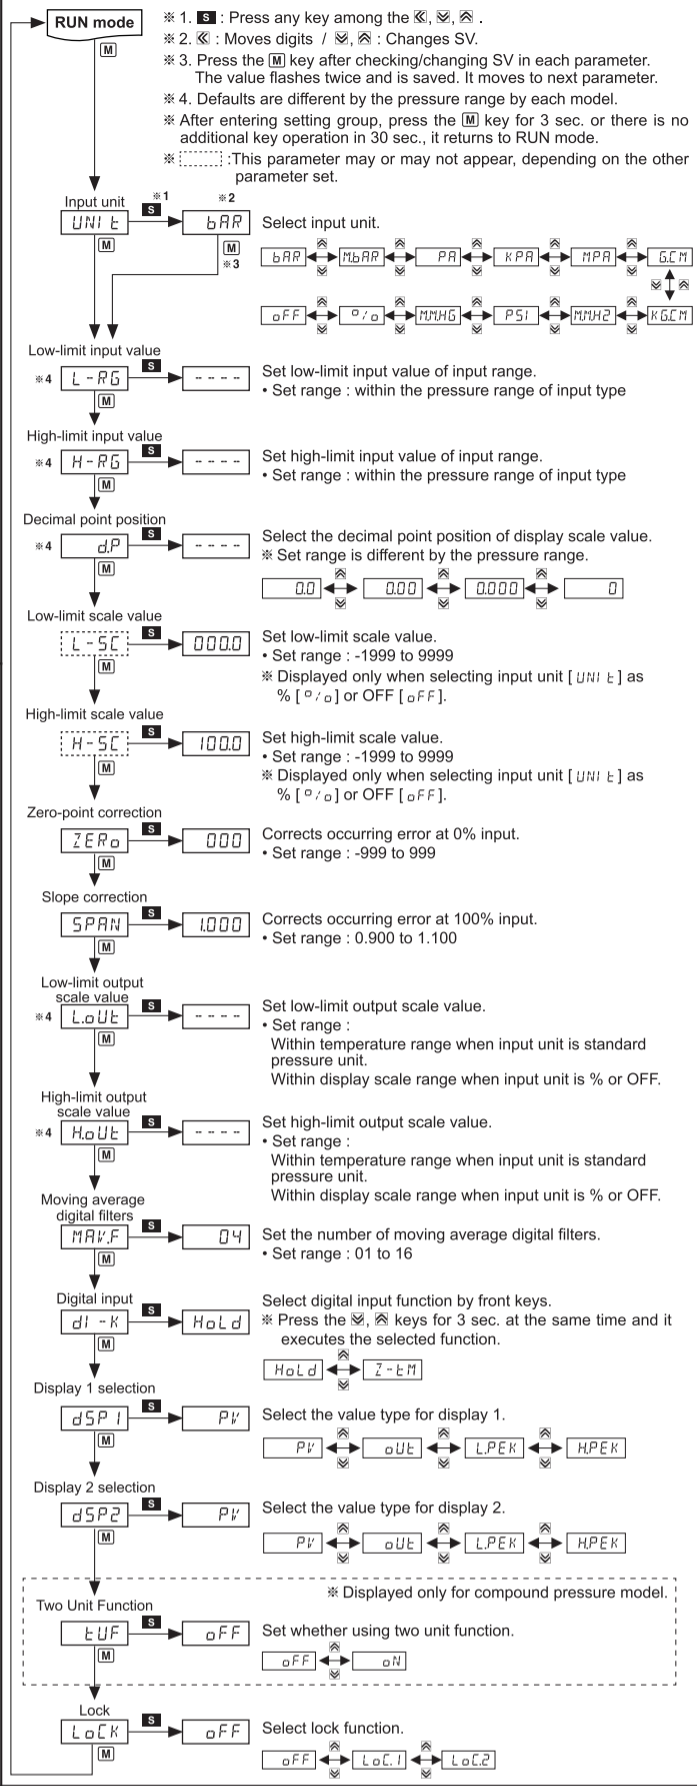 RUN mode
M
※ 1. S : Press any key among the ≪, ︾, ︽ .
※ 2. ≪ : Moves digits / ︾, ︽ : Changes SV.
※ 3. Press the M key after checking/changing SV in each parameter.
The value flashes twice and is saved. It moves to next parameter.
※ 4. Defaults are different by the pressure range by each model.
※ After entering setting group, press the M key for 3 sec. or there is no
additional key operation in 30 sec., it returns to RUN mode.
※ :This parameter may or may not appear, depending on the other
parameter set.
Input unit
UNI t S ※1 bAR ※2
M M ※3
Select input unit.
bAR M.bAR PA KPA MPA G.CM
oFF o/o M.M.HG PSI M.M.H2 KG.CM
Low-limit input value
※4 L-RG S ----
M
Set low-limit input value of input range.
• Set range : within the pressure range of input type
High-limit input value
※4 H-RG S ----
M
Set high-limit input value of input range.
• Set range : within the pressure range of input type
Decimal point position
※4 d.P S ----
M
Select the decimal point position of display scale value.
※ Set range is different by the pressure range.
0.0 0.00 0.000 0
Low-limit scale value
L-SC S 000.0
M
Set low-limit scale value.
• Set range : -1999 to 9999
※ Displayed only when selecting input unit [ UNI t ] as
% [ o/o ] or OFF [ oFF ].
High-limit scale value
H-SC S 100.0
M
Set high-limit scale value.
• Set range : -1999 to 9999
※ Displayed only when selecting input unit [ UNI t ] as
% [ o/o ] or OFF [ oFF ].
Zero-point correction
ZERo S 000
M
Corrects occurring error at 0% input.
• Set range : -999 to 999
Slope correction
SPAN S 1.000
M
Corrects occurring error at 100% input.
• Set range : 0.900 to 1.100
Low-limit output
scale value
※4 L.oUt S ----
M
Set low-limit output scale value.
• Set range :
Within temperature range when input unit is standard
pressure unit.
Within display scale range when input unit is % or OFF.
High-limit output
scale value
※4 H.oUt S ----
M
Set high-limit output scale value.
• Set range :
Within temperature range when input unit is standard
pressure unit.
Within display scale range when input unit is % or OFF.
Moving average
digital filters
MAV.F S 04
M
Set the number of moving average digital filters.
• Set range : 01 to 16
Digital input
dI -K S HoLd
M
Select digital input function by front keys.
※ Press the ︾, ︽ keys for 3 sec. at the same time and it
executes the selected function.
HoLd Z-tM
Display 1 selection
dSP1 S PV
M
Select the value type for display 1.
PV oUt L.PEK H.PEK
Display 2 selection
dSP2 S PV
M
Select the value type for display 2.
PV oUt L.PEK H.PEK
※ Displayed only for compound pressure model.
Two Unit Function
tUF S oFF
M
Set whether using two unit function.
oFF oN
Lock
LoCK S oFF
M
Select lock function.
oFF LoC.1 LoC.2